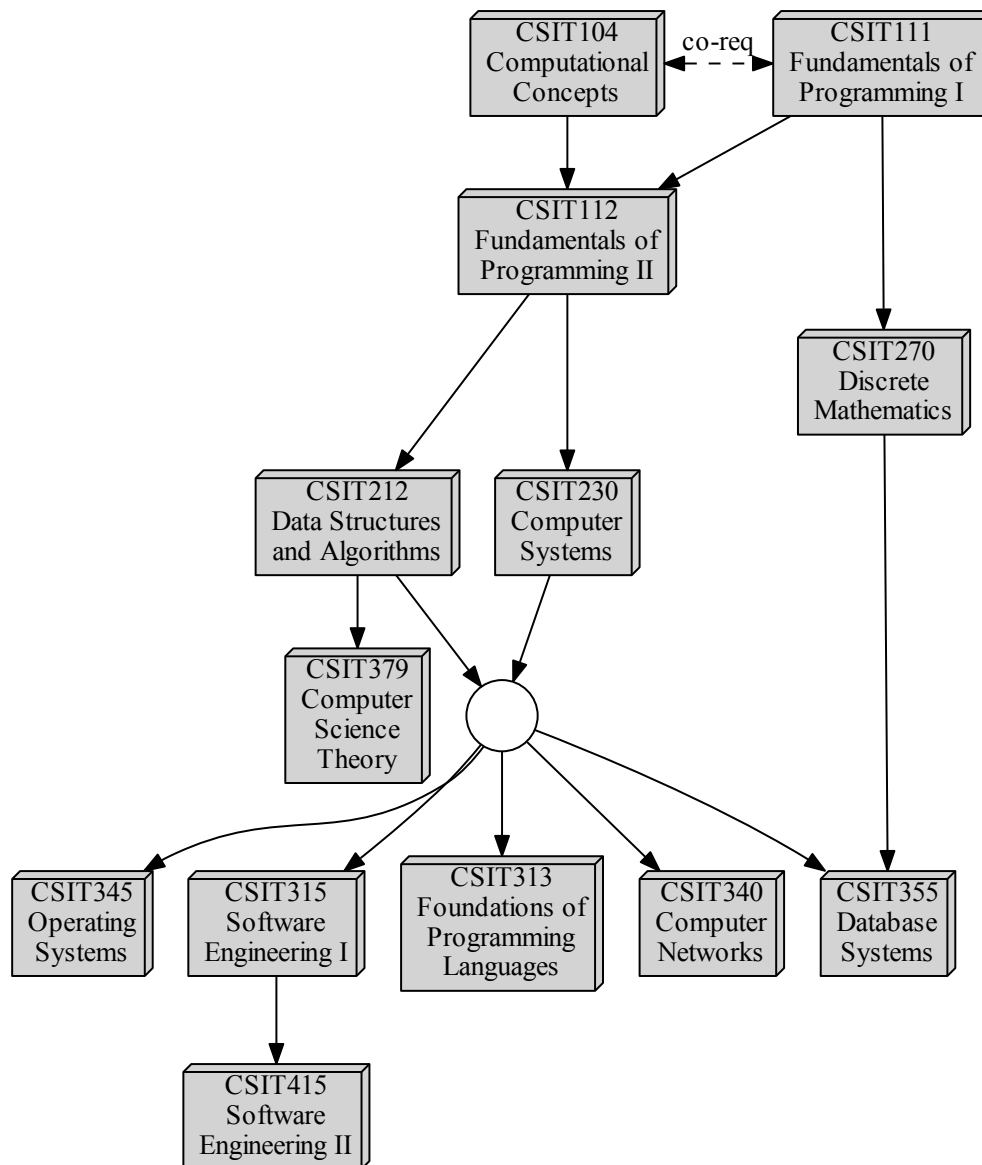 CSIT104
Computational
Concepts
co-req
CSIT111
Fundamentals of
Programming I
CSIT112
Fundamentals of
Programming II
CSIT270
Discrete
Mathematics
CSIT212
Data Structures
and Algorithms
CSIT230
Computer
Systems
CSIT379
Computer
Science
Theory
CSIT345
Operating
Systems
CSIT315
Software
Engineering I
CSIT313
Foundations of
Programming
Languages
CSIT340
Computer
Networks
CSIT355
Database
Systems
CSIT415
Software
Engineering II